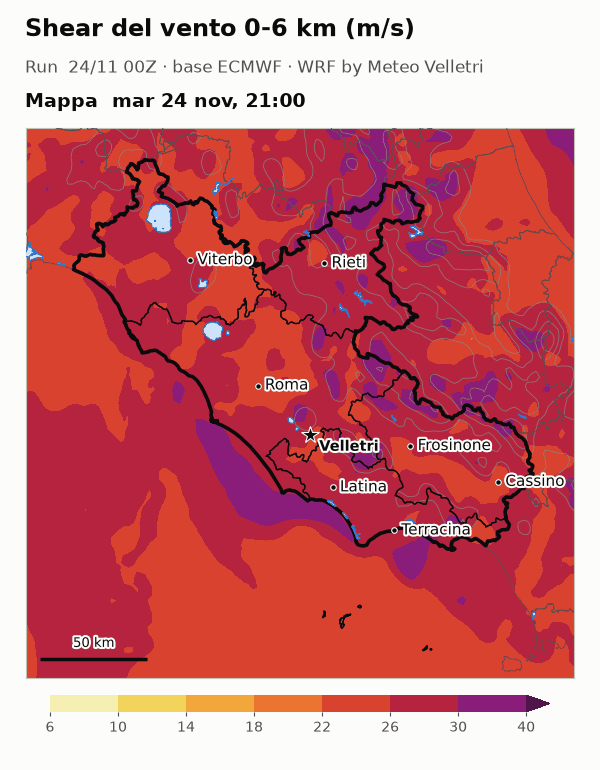 Shear del vento 0-6 km (m/s)
Run  24/11 00Z · base ECMWF · WRF by Meteo Velletri
Mappa  mar 24 nov, 21:00
Viterbo
Rieti
Roma
Velletri
Frosinone
Latina
Cassino
Terracina
50 km
6 10 14 18 22 26 30 40